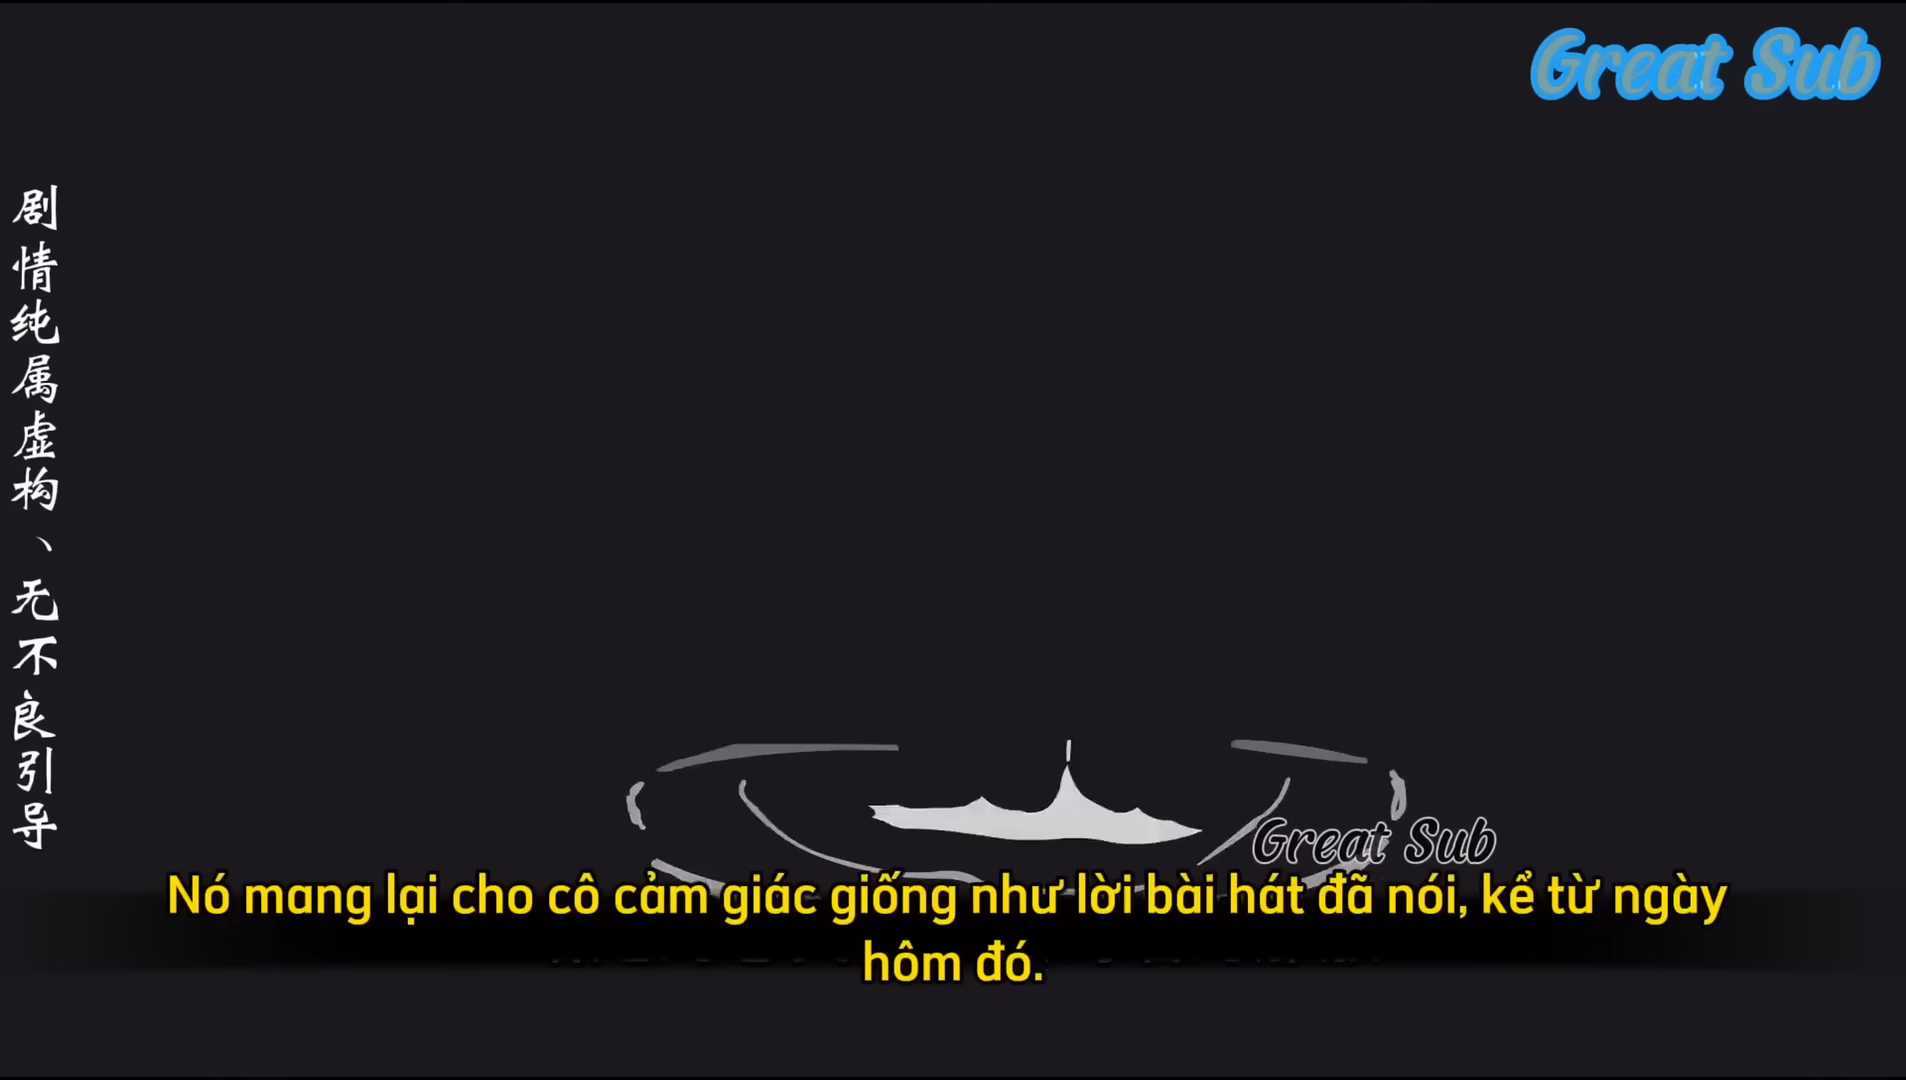 Great Sub
剧情纯属虚构、无不良引导
Great Sub
Nó mang lại cho cô cảm giác giống như lời bài hát đã nói, kể từ ngày
hôm đó.